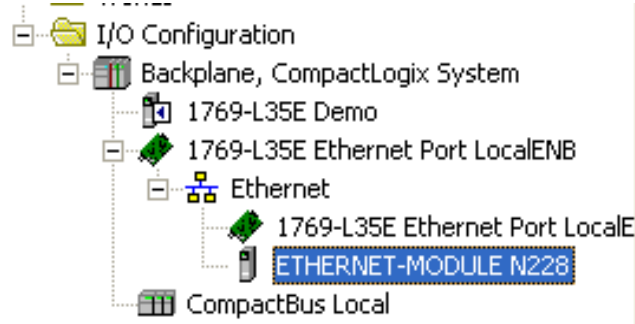 I/O Configuration
Backplane, CompactLogix System
1769-L35E Demo
1769-L35E Ethernet Port LocalENB
Ethernet
1769-L35E Ethernet Port LocalE
ETHERNET-MODULE N228
CompactBus Local